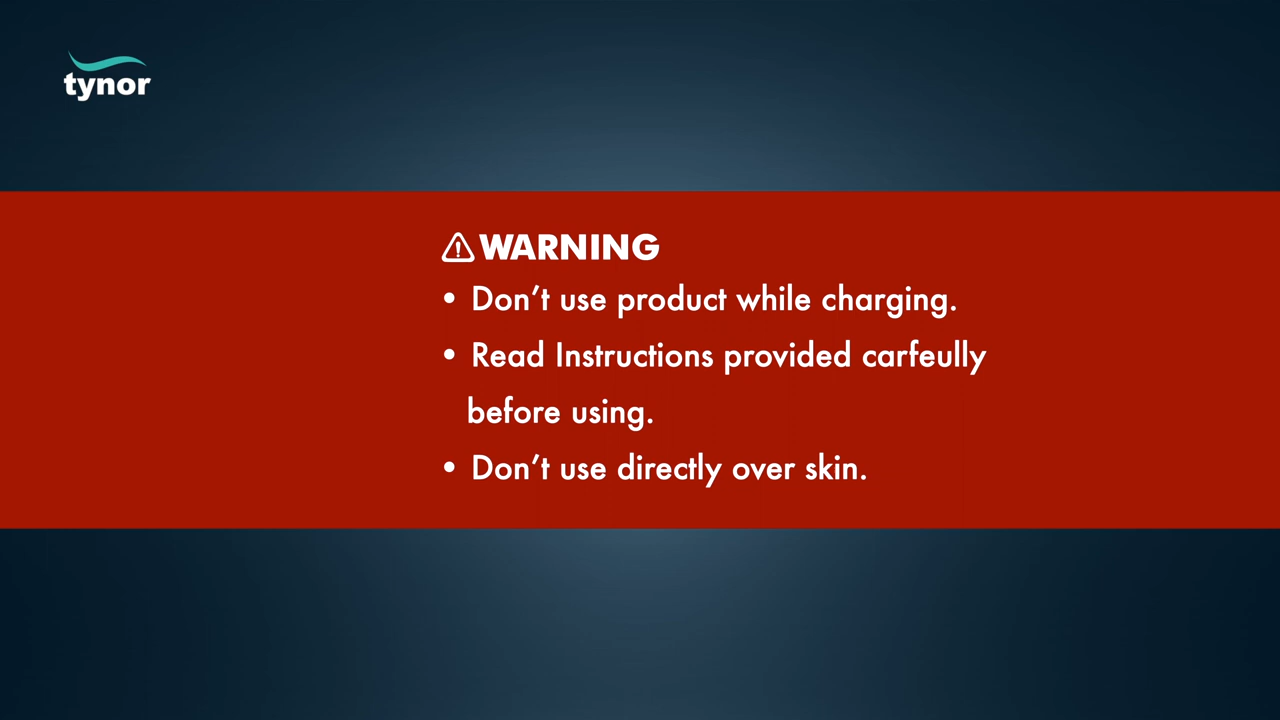 tynor
⚠ WARNING
• Don't use product while charging.
• Read Instructions provided carfeully
before using.
• Don't use directly over skin.